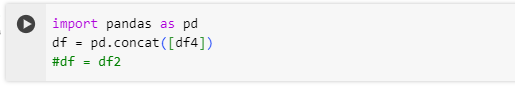 import pandas as pd
df = pd.concat([df4])
#df = df2